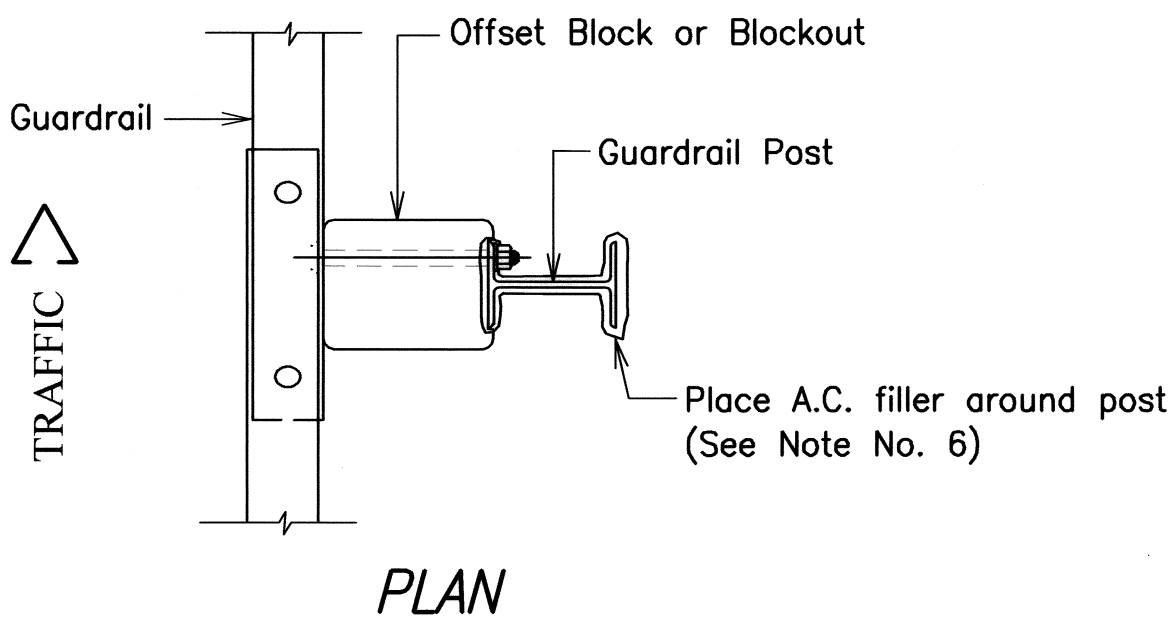 Offset Block or Blockout
Guardrail
Guardrail Post
TRAFFIC
Place A.C. filler around post
(See Note No. 6)
PLAN